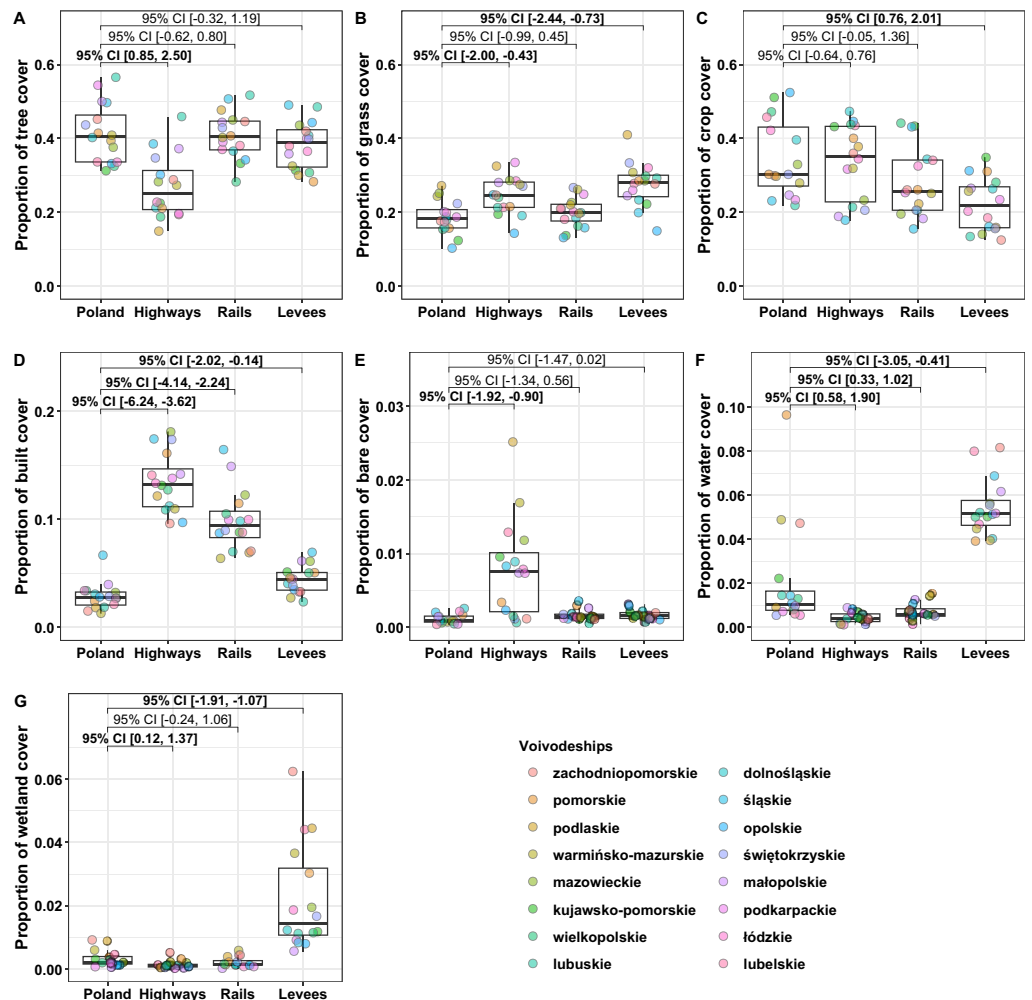 A
95% CI [-0.32, 1.19]
95% CI [-0.62, 0.80]
95% CI [0.85, 2.50]
Proportion of tree cover
0.6
0.4
0.2
0.0
Poland Highways Rails Levees
B
95% CI [-2.44, -0.73]
95% CI [-0.99, 0.45]
95% CI [-2.00, -0.43]
Proportion of grass cover
0.6
0.4
0.2
0.0
Poland Highways Rails Levees
C
95% CI [0.76, 2.01]
95% CI [-0.05, 1.36]
95% CI [-0.64, 0.76]
Proportion of crop cover
0.6
0.4
0.2
0.0
Poland Highways Rails Levees
D
95% CI [-2.02, -0.14]
95% CI [-4.14, -2.24]
95% CI [-6.24, -3.62]
Proportion of built cover
0.2
0.1
0.0
Poland Highways Rails Levees
E
95% CI [-1.47, 0.02]
95% CI [-1.34, 0.56]
95% CI [-1.92, -0.90]
Proportion of bare cover
0.03
0.02
0.01
0.00
Poland Highways Rails Levees
F
95% CI [-3.05, -0.41]
95% CI [0.33, 1.02]
95% CI [0.58, 1.90]
Proportion of water cover
0.10
0.08
0.06
0.04
0.02
0.00
Poland Highways Rails Levees
G
95% CI [-1.91, -1.07]
95% CI [-0.24, 1.06]
95% CI [0.12, 1.37]
Proportion of wetland cover
0.06
0.04
0.02
0.00
Poland Highways Rails Levees
Voivodeships
zachodniopomorskie
pomorskie
podlaskie
warmińsko-mazurskie
mazowieckie
kujawsko-pomorskie
wielkopolskie
lubuskie
dolnośląskie
śląskie
opolskie
świętokrzyskie
małopolskie
podkarpackie
łódzkie
lubelskie